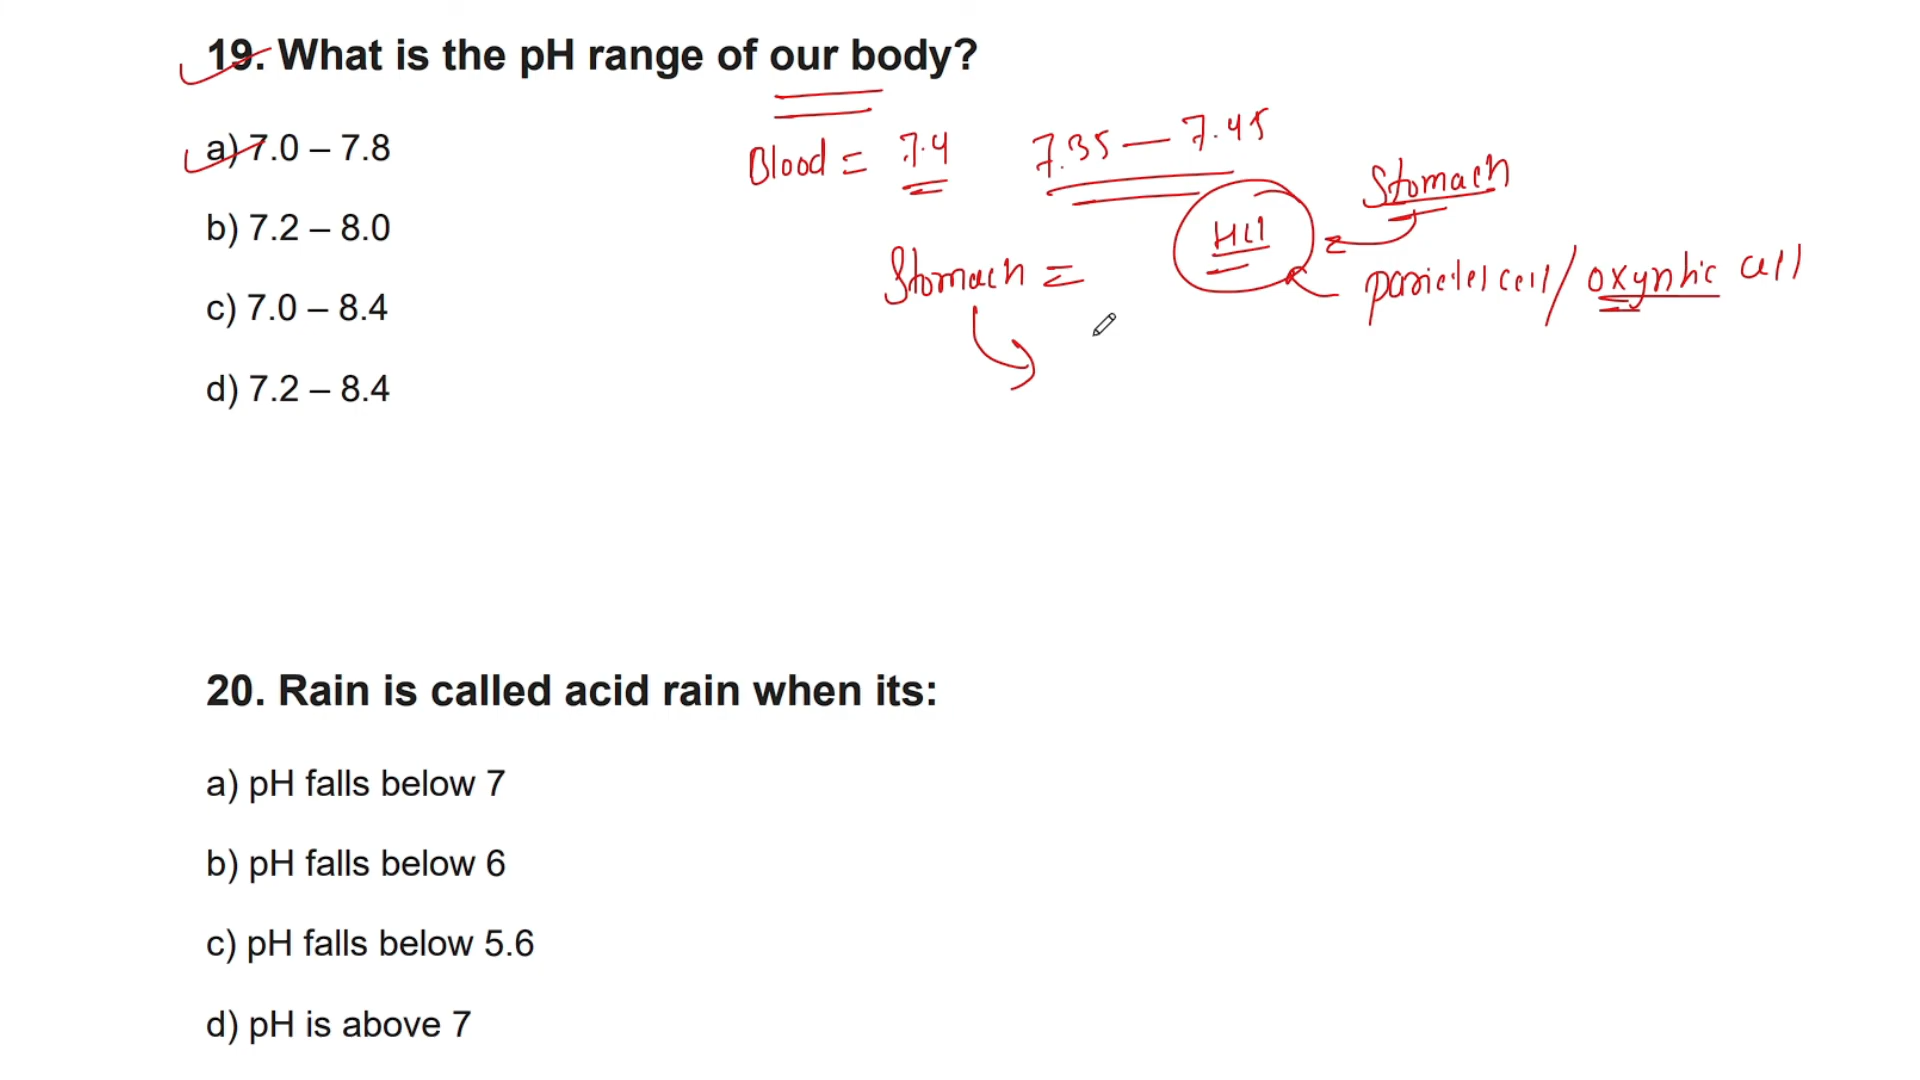 19. What is the pH range of our body?
a) 7.0 – 7.8
Blood = 7.4 7.35 — 7.45
b) 7.2 – 8.0
Stomach
HCl
Stomach =
parietel cell / oxyntic cell
c) 7.0 – 8.4
d) 7.2 – 8.4
20. Rain is called acid rain when its:
a) pH falls below 7
b) pH falls below 6
c) pH falls below 5.6
d) pH is above 7